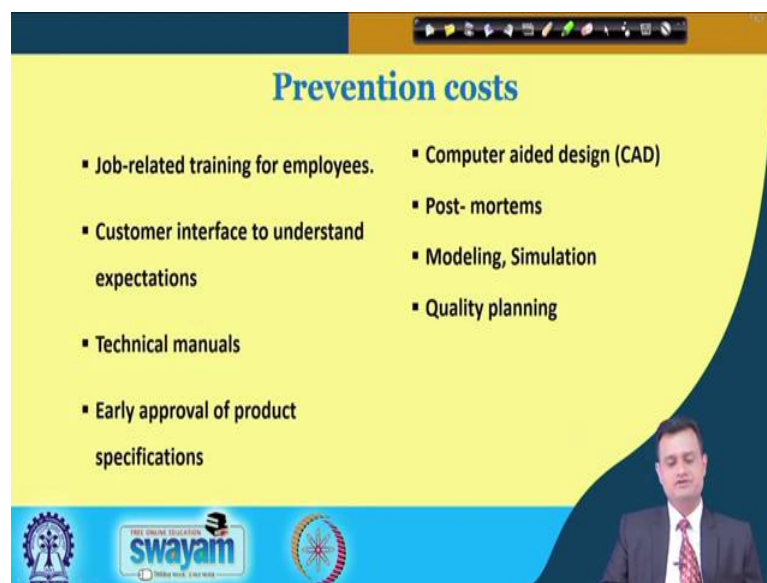 Prevention costs
▪ Job-related training for employees.
▪ Customer interface to understand
expectations
▪ Technical manuals
▪ Early approval of product
specifications
▪ Computer aided design (CAD)
▪ Post- mortems
▪ Modeling, Simulation
▪ Quality planning
FREE ONLINE EDUCATION
swayam